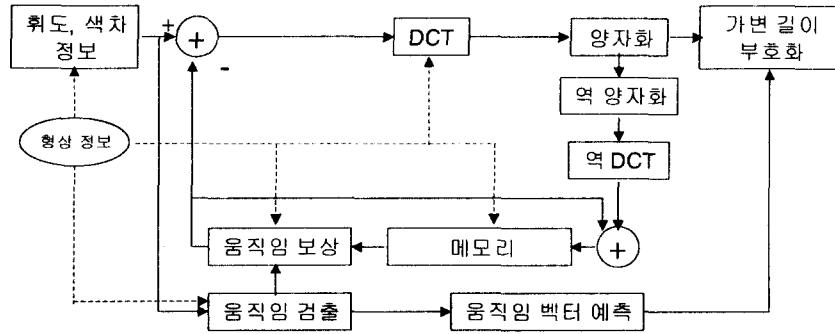 휘도, 색차
정보
+
+
-
DCT
양자화
가변 길이
부호화
역 양자화
형상 정보
역 DCT
움직임 보상
메모리
+
움직임 검출
움직임 벡터 예측